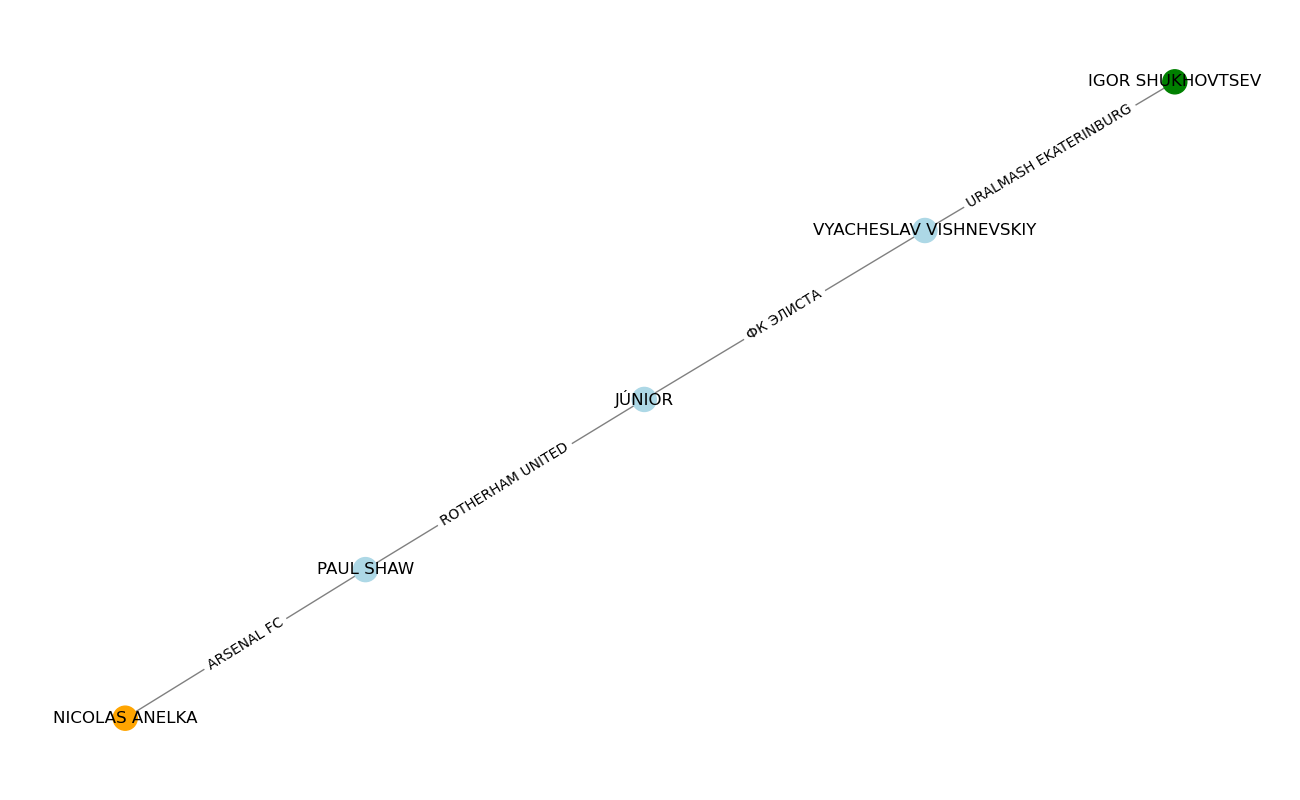 IGOR SHUKHOVTSEV
URALMASH EKATERINBURG
VYACHESLAV VISHNEVSKIY
ФК ЭЛИСТА
JÚNIOR
ROTHERHAM UNITED
PAUL SHAW
ARSENAL FC
NICOLAS ANELKA